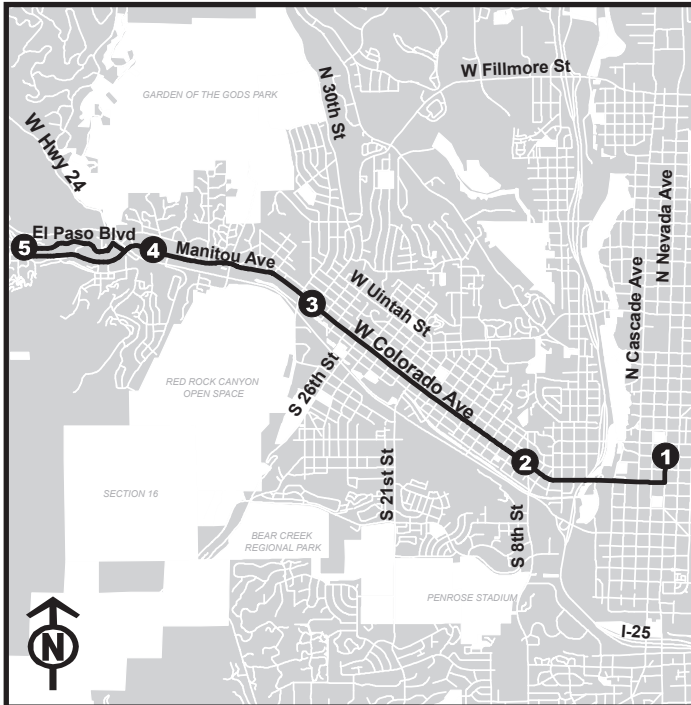 W Fillmore St
GARDEN OF THE GODS PARK
N 30th St
W Hwy 24
N Nevada Ave
El Paso Blvd
5
4
Manitou Ave
N Cascade Ave
3
W Uintah St
W Colorado Ave
RED ROCK CANYON
OPEN SPACE
S 26th St
1
2
S 21st St
SECTION 16
S 8th St
BEAR CREEK
REGIONAL PARK
PENROSE STADIUM
I-25
N